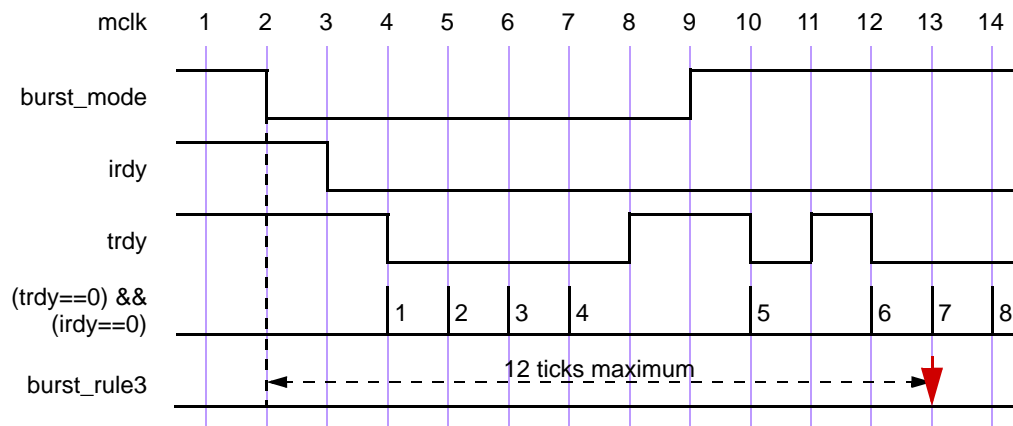 mclk 1 2 3 4 5 6 7 8 9 10 11 12 13 14
burst_mode
irdy
trdy
(trdy==0) &&
(irdy==0)
1 2 3 4 5 6 7 8
12 ticks maximum
burst_rule3